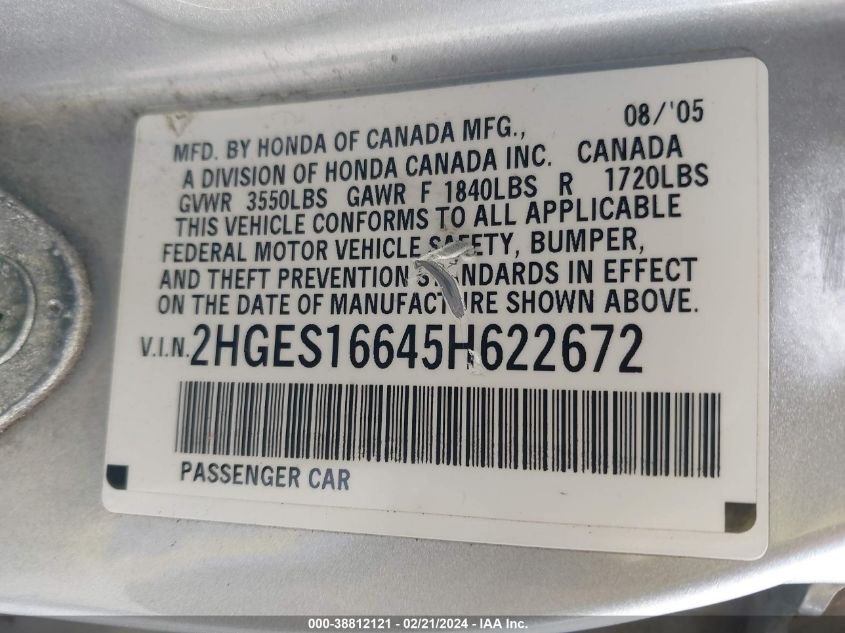 08/'05
MFD. BY HONDA OF CANADA MFG.,
A DIVISION OF HONDA CANADA INC. CANADA
GVWR 3550LBS GAWR F 1840LBS R 1720LBS
THIS VEHICLE CONFORMS TO ALL APPLICABLE
FEDERAL MOTOR VEHICLE SAFETY, BUMPER,
AND THEFT PREVENTION STANDARDS IN EFFECT
ON THE DATE OF MANUFACTURE SHOWN ABOVE.
V.I.N. 2HGES16645H622672
PASSENGER CAR
000-38812121 - 02/21/2024 - IAA Inc.